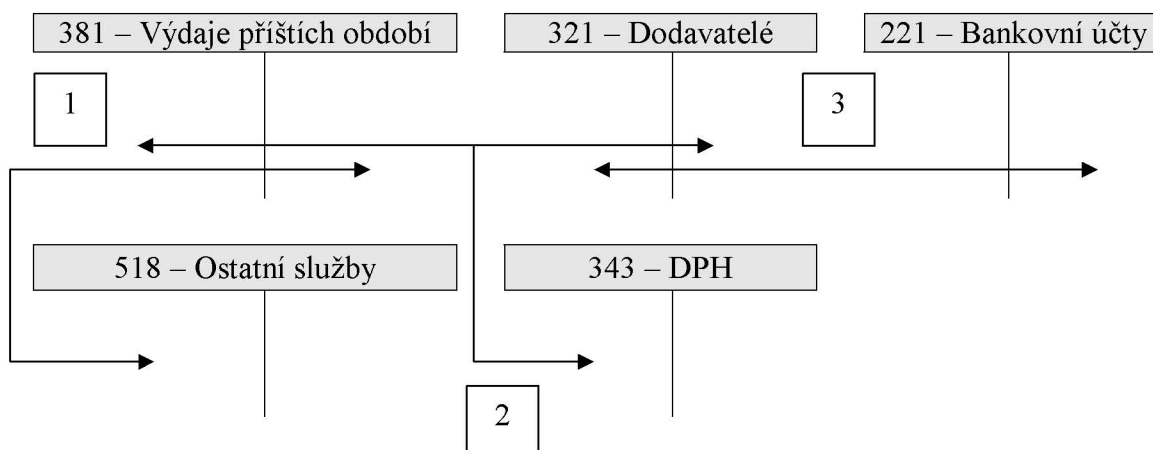 381 – Výdaje příštích období
321 – Dodavatelé
221 – Bankovní účty
1
3
518 – Ostatní služby
343 – DPH
2